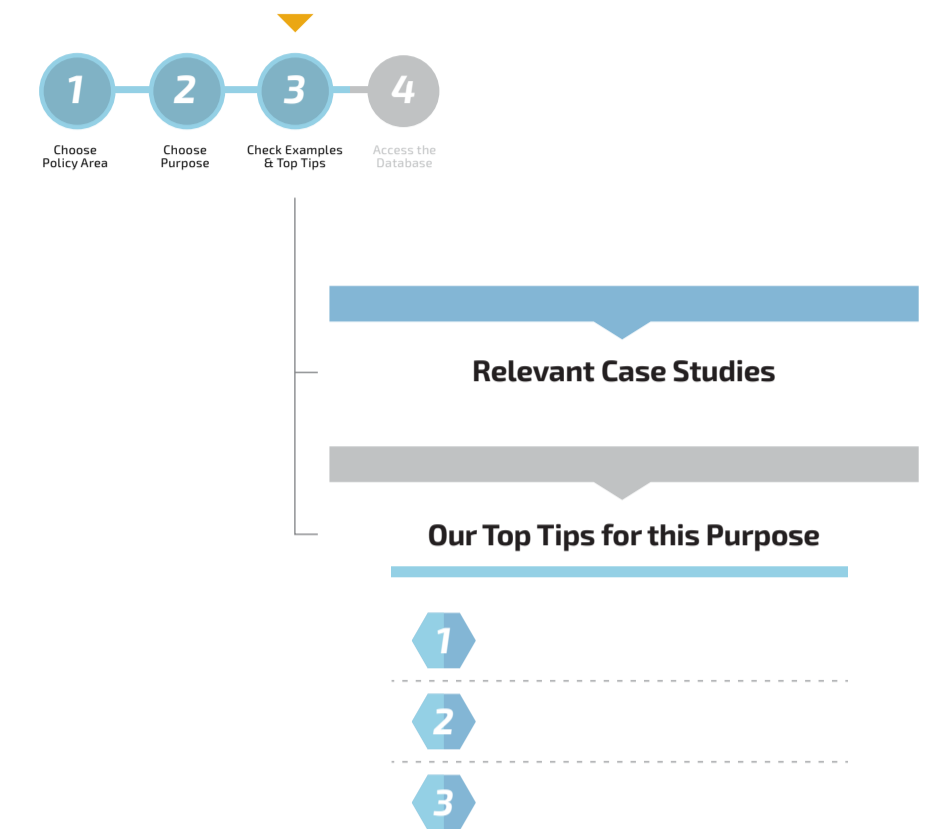 1
2
3
4
Choose
Policy Area
Choose
Purpose
Check Examples
& Top Tips
Access the
Database
Relevant Case Studies
Our Top Tips for this Purpose
1
2
3